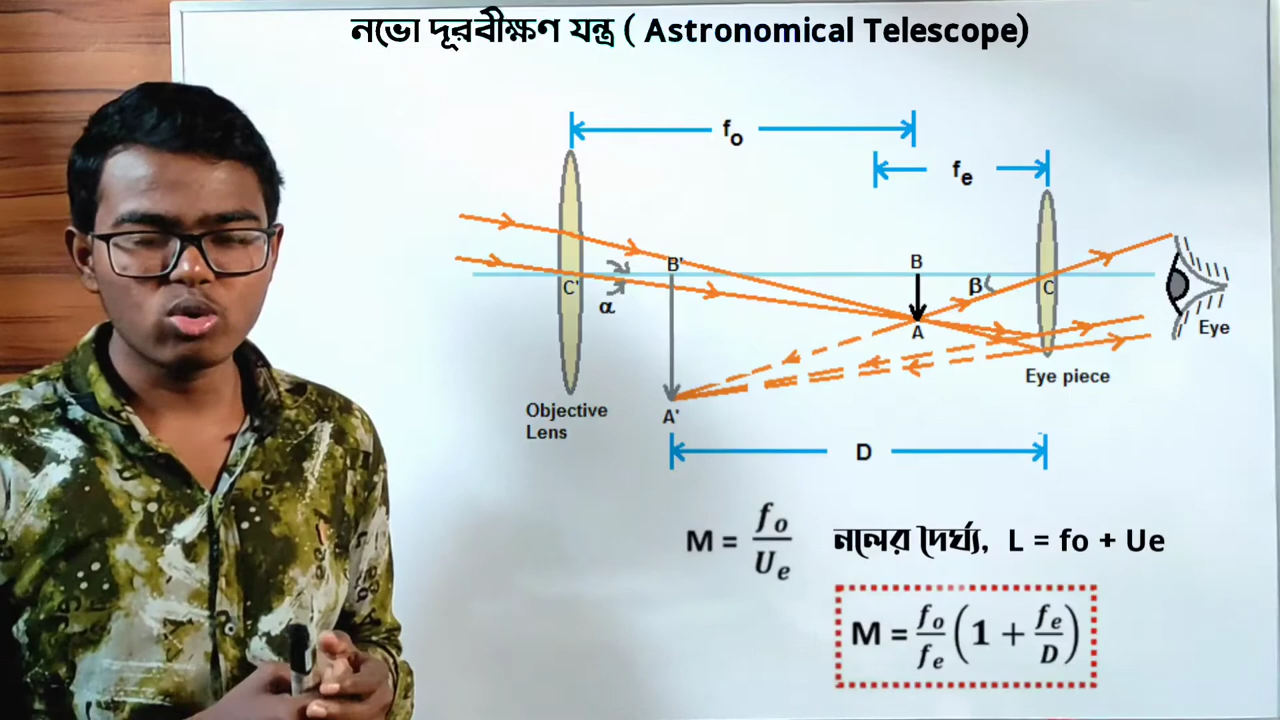 নভো দূরবীক্ষণ যন্ত্র ( Astronomical Telescope)
fo
fe
B'
B
C'
α
β
C
A
Eye
Eye piece
A'
Objective
Lens
D
M = fo/Ue
নলের দৈর্ঘ্য, L = fo + Ue
M = fo/fe (1 + fe/D)